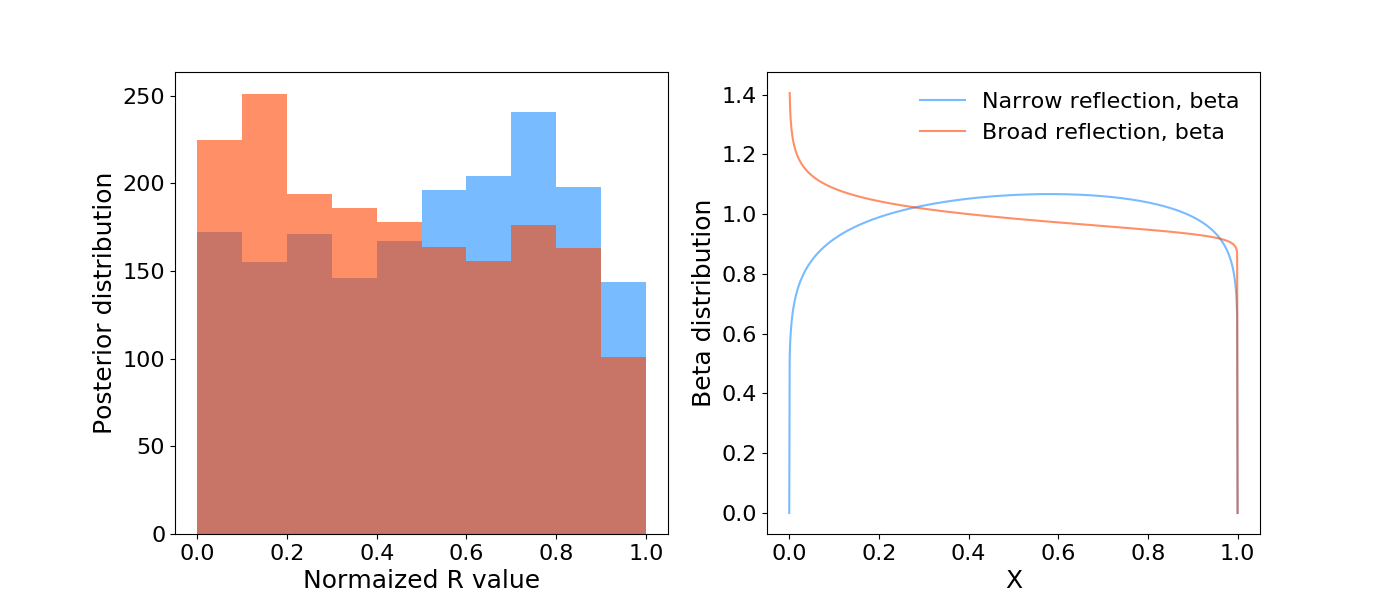 Posterior distribution
250
200
150
100
50
0
0.0 0.2 0.4 0.6 0.8 1.0
Normaized R value
Beta distribution
1.4
1.2
1.0
0.8
0.6
0.4
0.2
0.0
0.0 0.2 0.4 0.6 0.8 1.0
X
Narrow reflection, beta
Broad reflection, beta